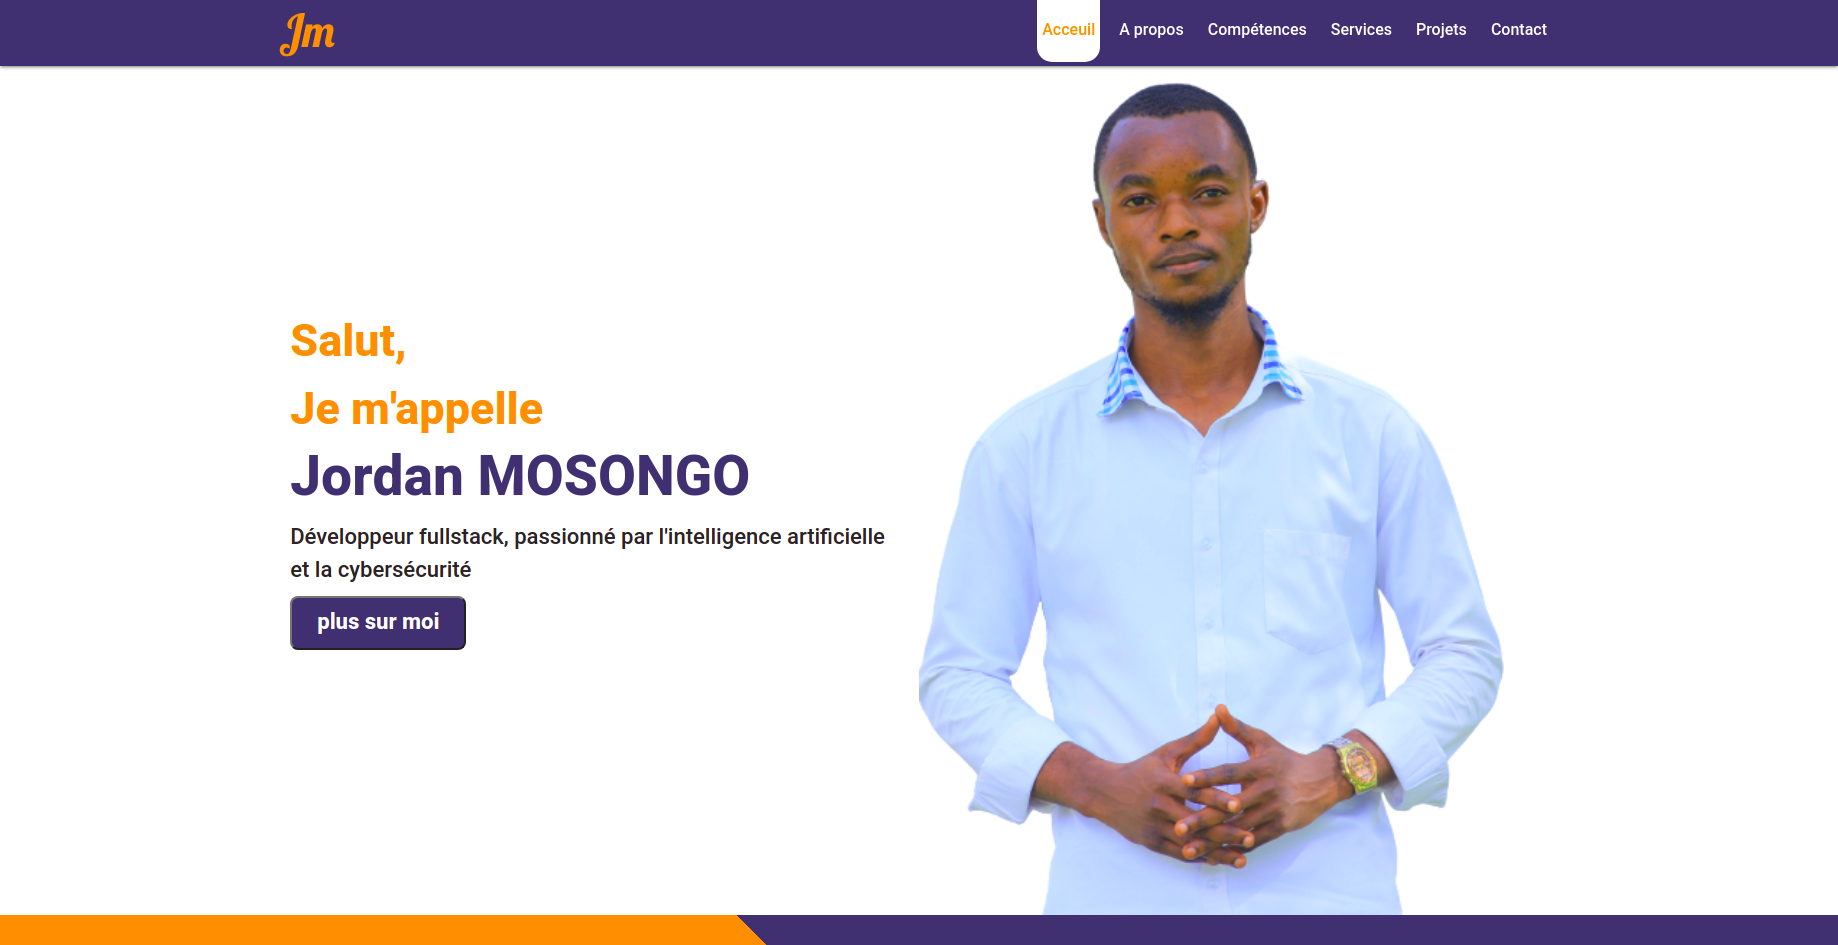 Jm
Acceuil
A propos
Compétences
Services
Projets
Contact
Salut,
Je m'appelle
Jordan MOSONGO
Développeur fullstack, passionné par l'intelligence artificielle
et la cybersécurité
plus sur moi